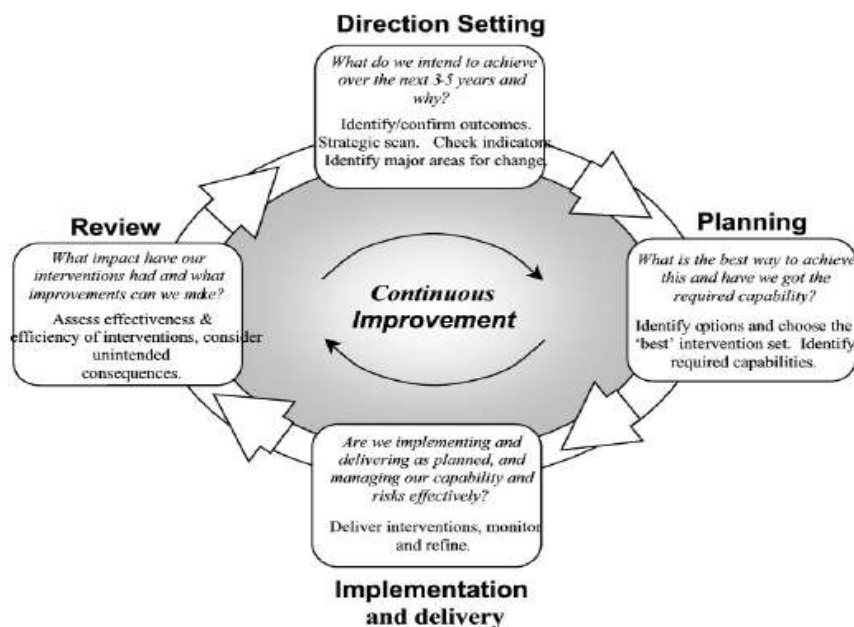 Direction Setting
What do we intend to achieve
over the next 3-5 years and
why?
Identify/confirm outcomes.
Strategic scan. Check indicators.
Identify major areas for change.
Review
What impact have our
interventions had and what
improvements can we make?
Assess effectiveness &
efficiency of interventions, consider
unintended
consequences.
Continuous
Improvement
Planning
What is the best way to achieve
this and have we got the
required capability?
Identify options and choose the
‘best’ intervention set. Identify
required capabilities.
Are we implementing and
delivering as planned, and
managing our capability and
risks effectively?
Deliver interventions, monitor
and refine.
Implementation
and delivery